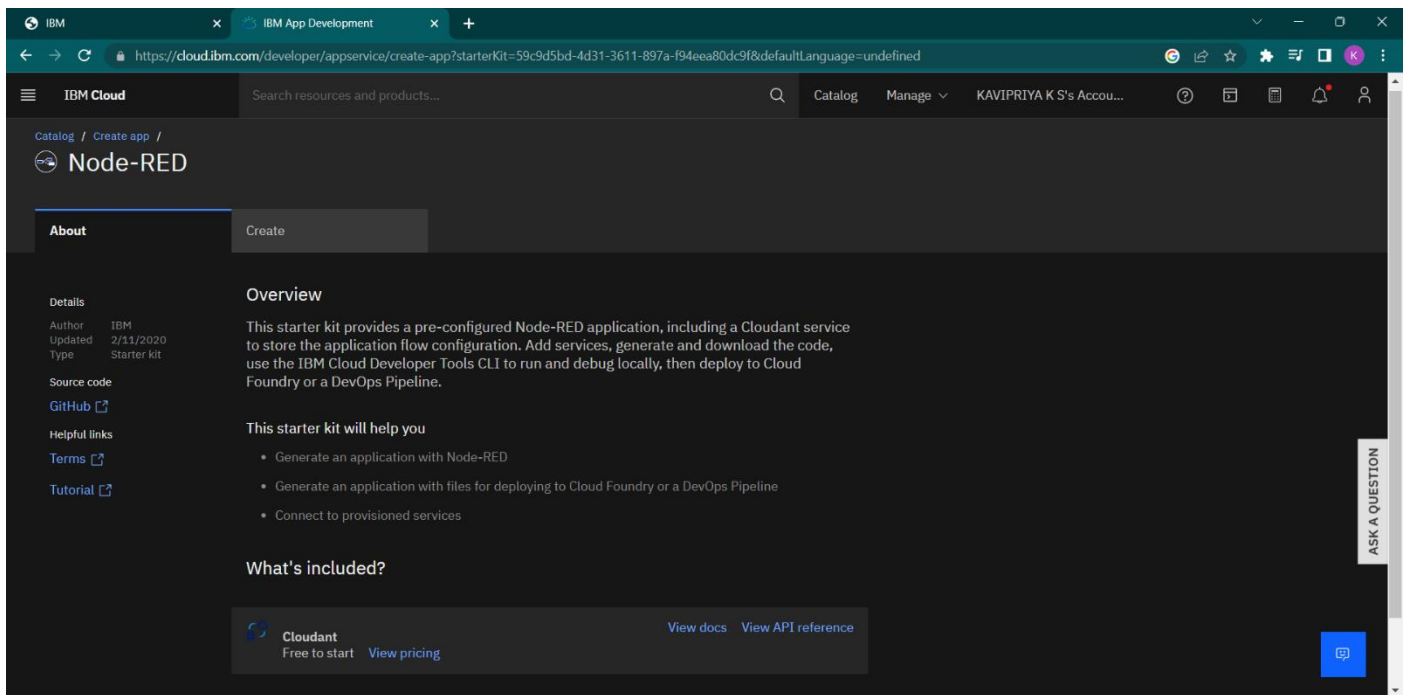 IBM
IBM App Development
https://cloud.ibm.com/developer/appservice/create-app?starterKit=59c9d5bd-4d31-3611-897a-f94eea80dc9f&defaultLanguage=undefined
K
IBM Cloud
Search resources and products...
Catalog
Manage
KAVIPRIYA K S's Accou...
Catalog / Create app /
Node-RED
About
Create
Details
Author IBM
Updated 2/11/2020
Type Starter kit
Source code
GitHub
Helpful links
Terms
Tutorial
Overview
This starter kit provides a pre-configured Node-RED application, including a Cloudant service
to store the application flow configuration. Add services, generate and download the code,
use the IBM Cloud Developer Tools CLI to run and debug locally, then deploy to Cloud
Foundry or a DevOps Pipeline.
This starter kit will help you
• Generate an application with Node-RED
• Generate an application with files for deploying to Cloud Foundry or a DevOps Pipeline
• Connect to provisioned services
What's included?
Cloudant
Free to start View pricing
View docs View API reference
ASK A QUESTION